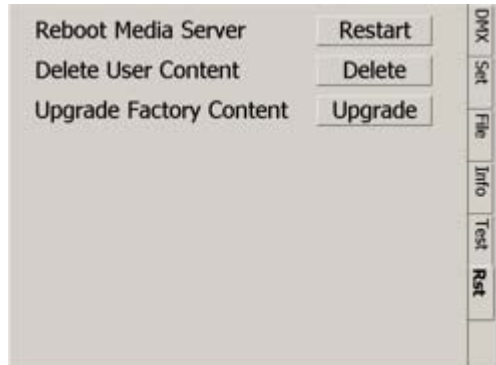 Reboot Media Server Restart
Delete User Content Delete
Upgrade Factory Content Upgrade
DMX
Set
File
Info
Test
Rst